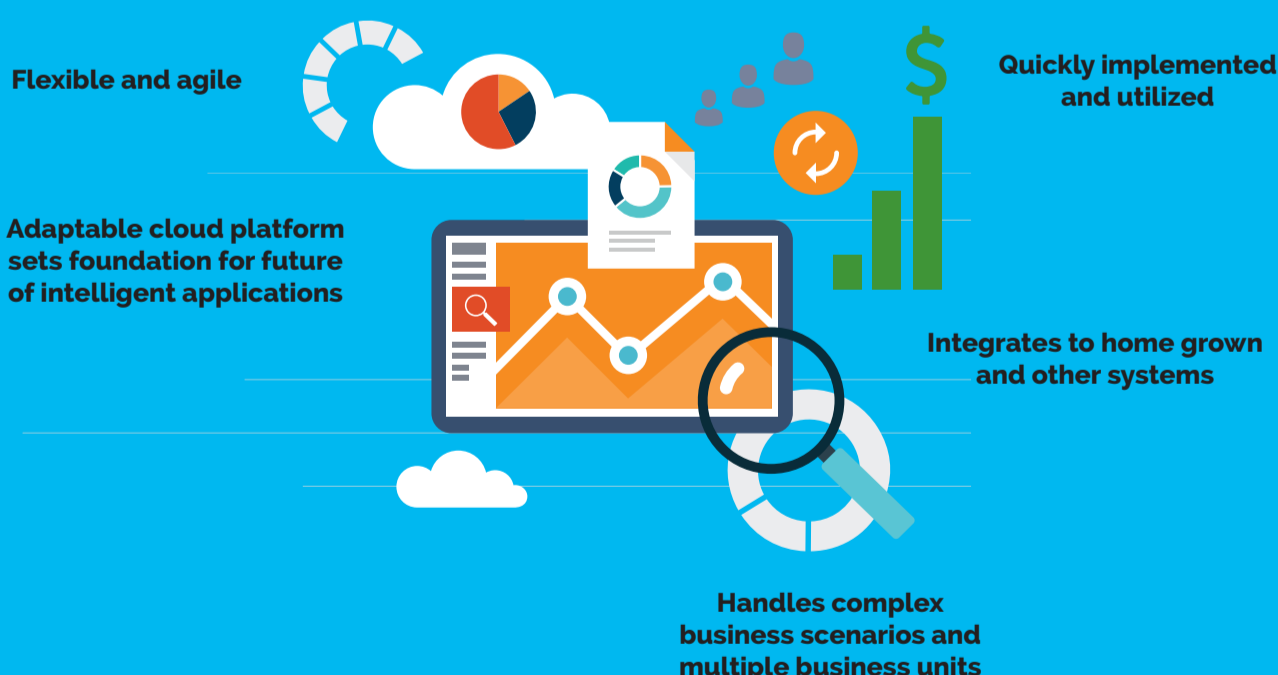 Flexible and agile
Quickly implemented
and utilized
Adaptable cloud platform
sets foundation for future
of intelligent applications
$
Integrates to home grown
and other systems
Handles complex
business scenarios and
multiple business units